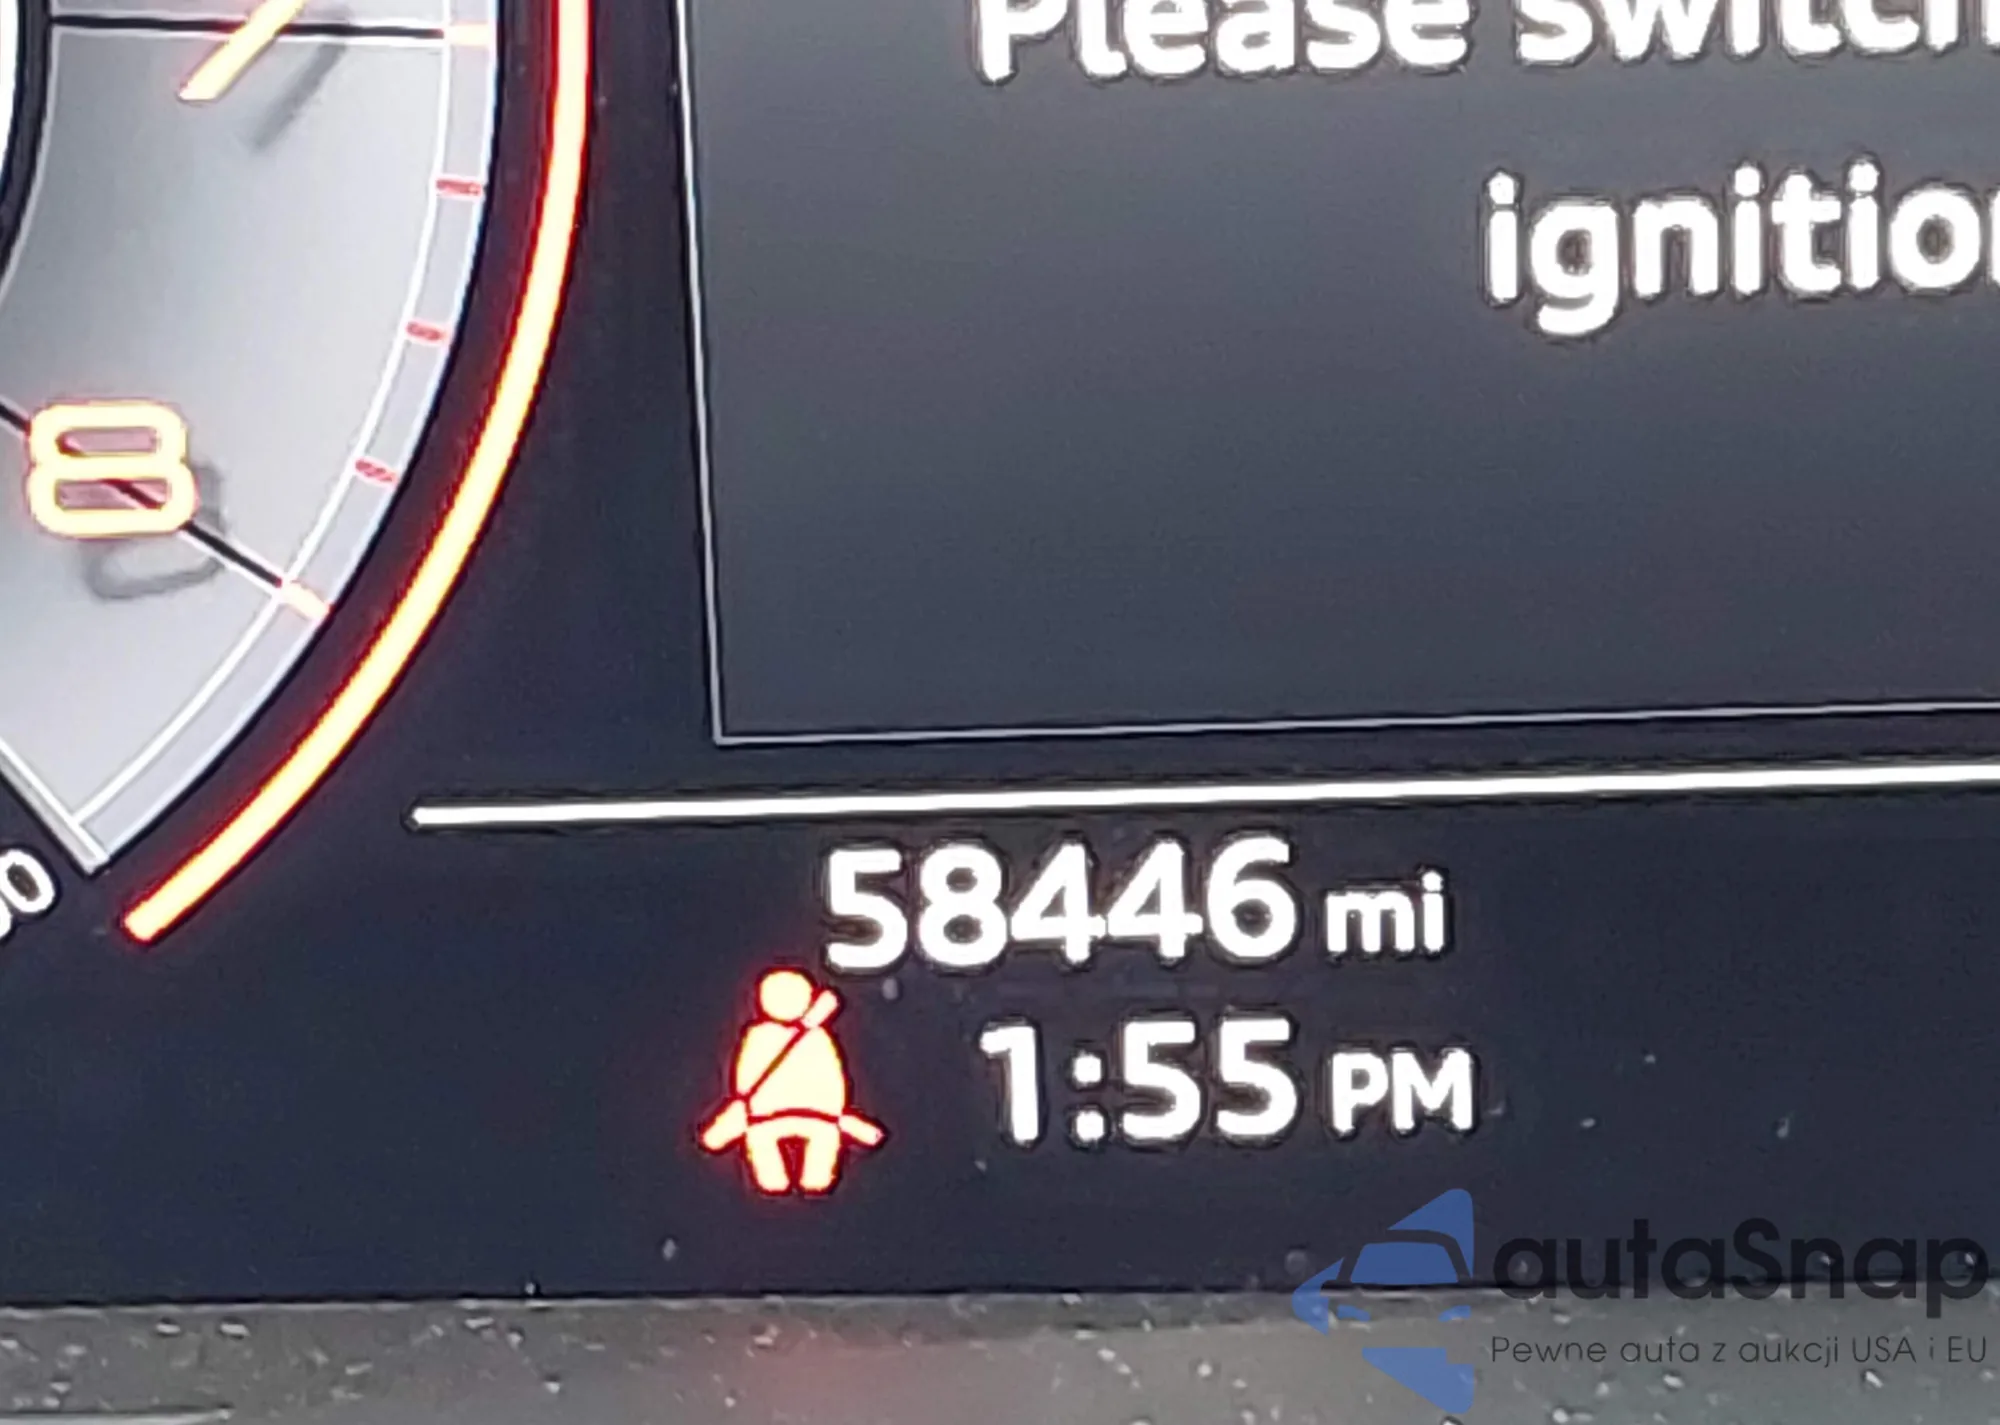 Please switch
ignition
8
58446 mi
1:55 PM
autaSnap
Pewne auta z aukcji USA i EU